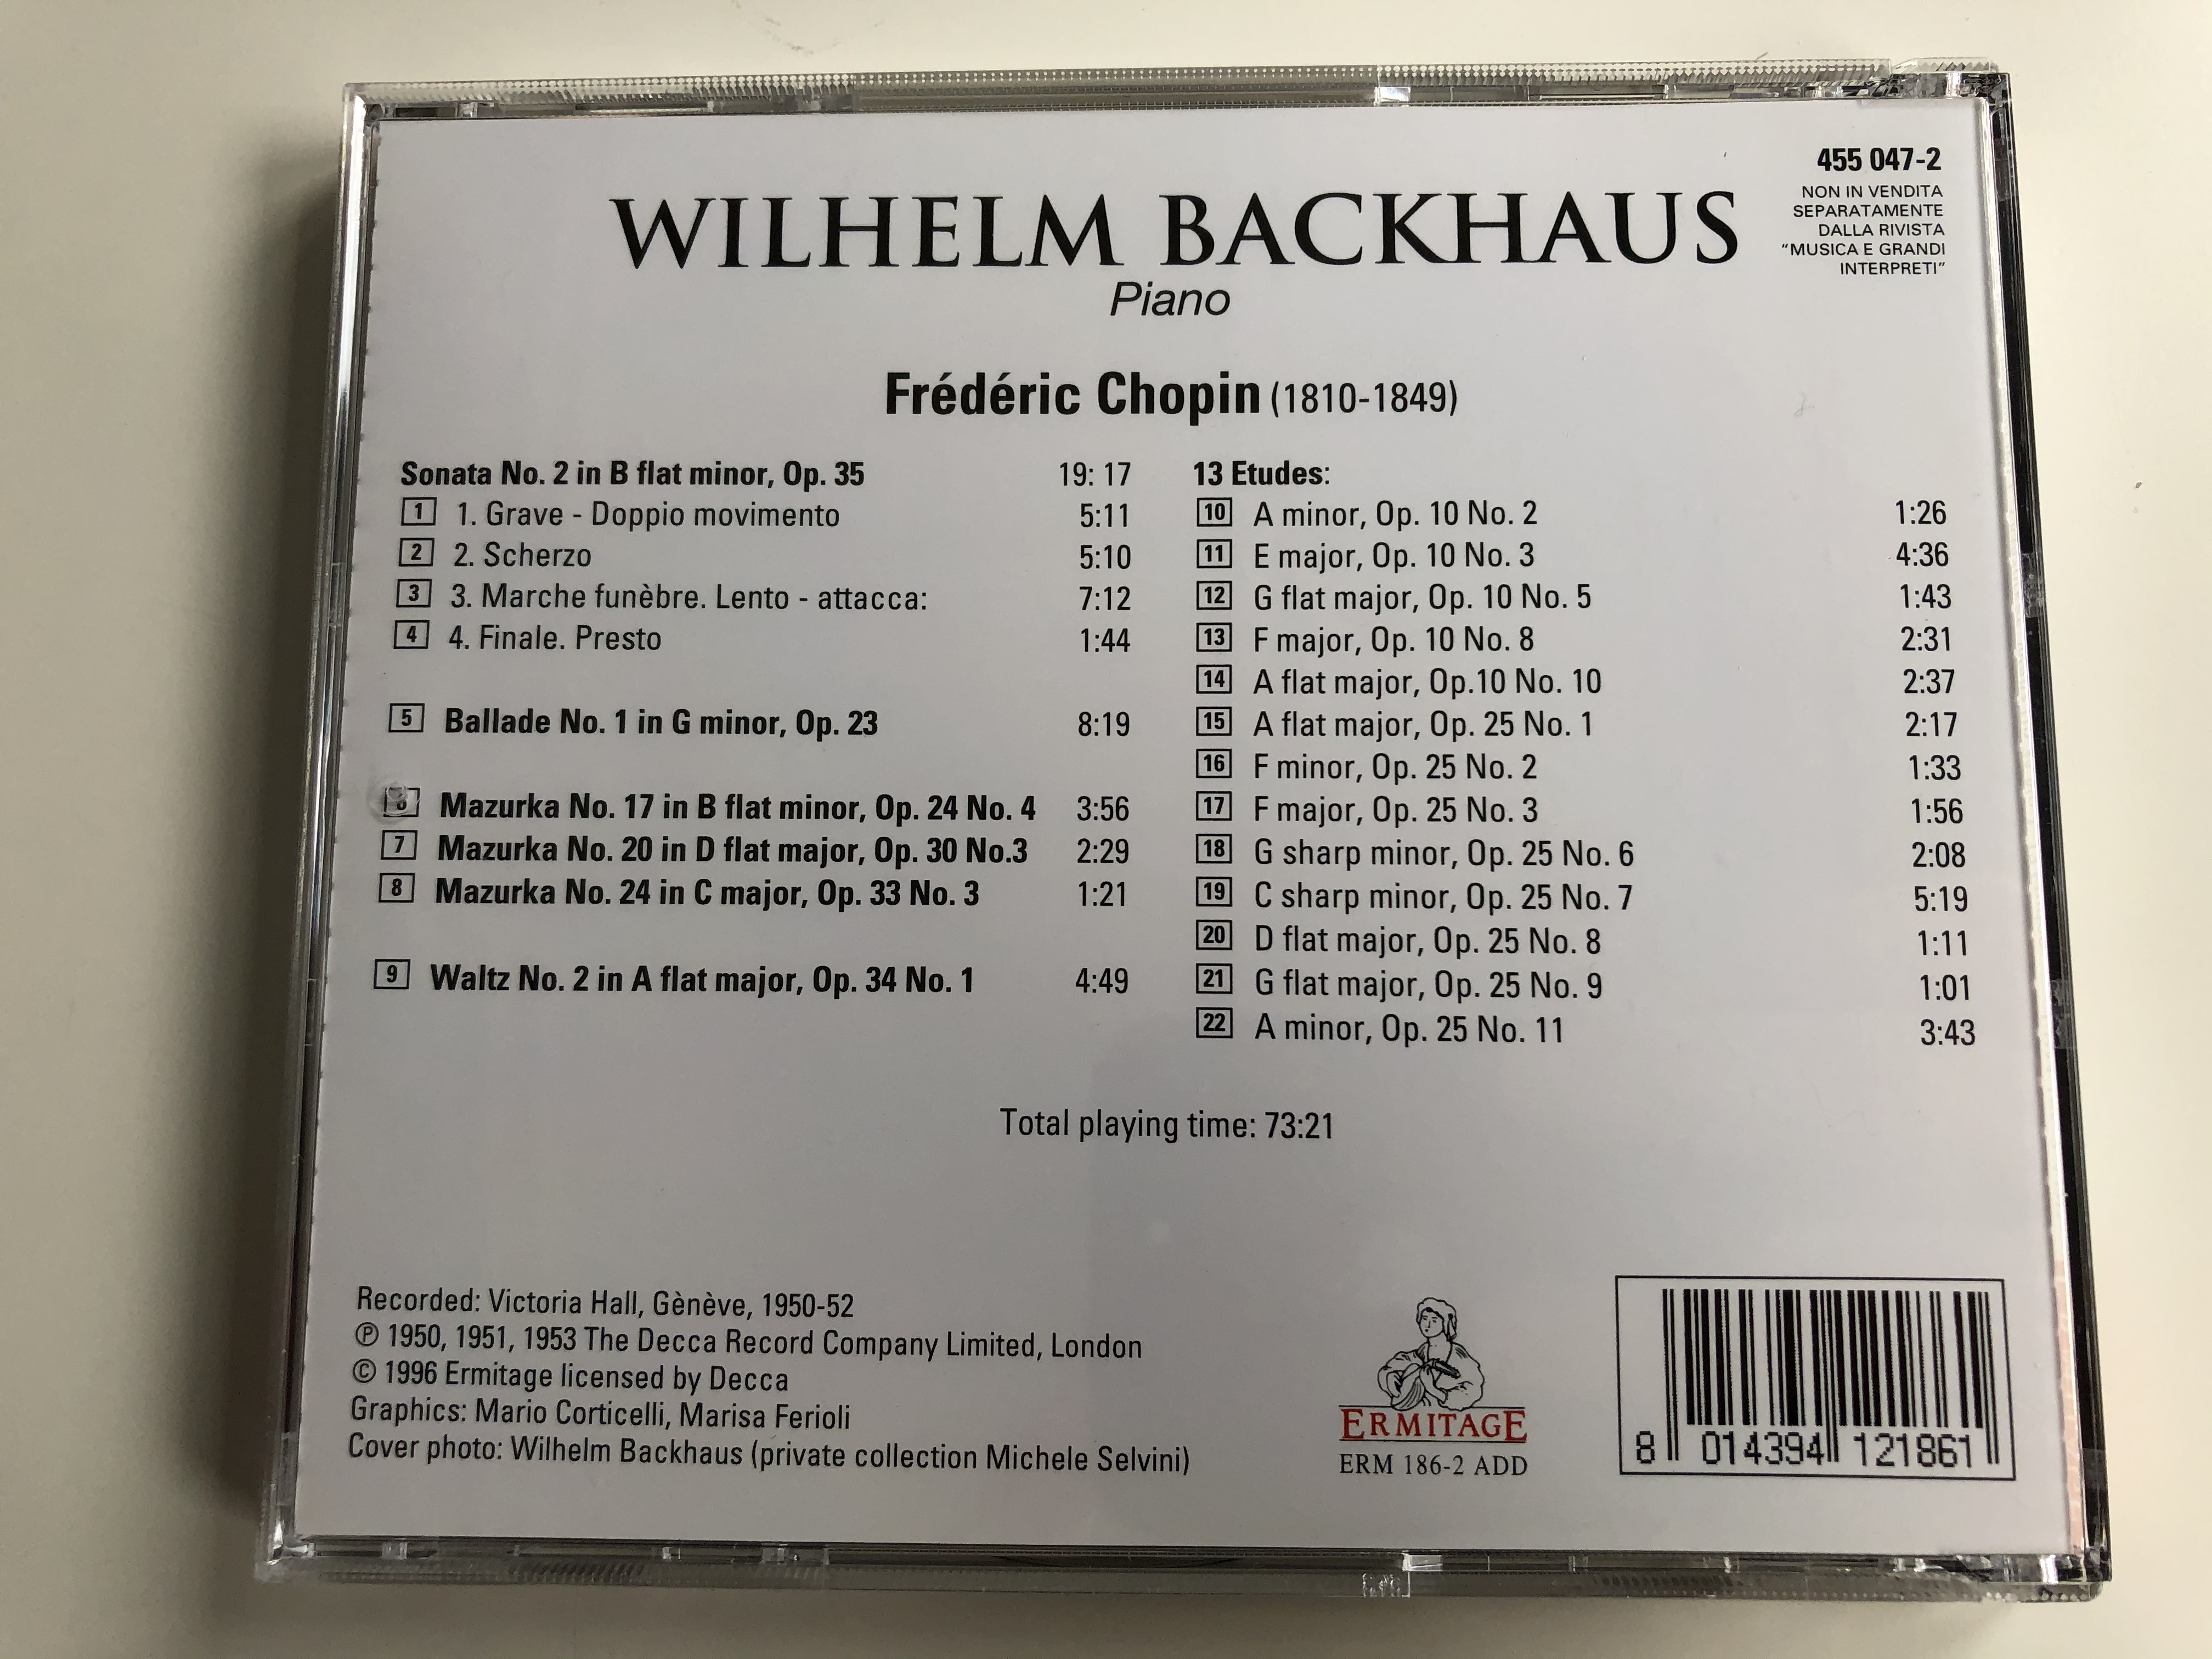 455 047-2
NON IN VENDITA
SEPARATAMENTE
DALLA RIVISTA
"MUSICA E GRANDI
INTERPRETI"
WILHELM BACKHAUS
Piano
Frédéric Chopin (1810-1849)
Sonata No. 2 in B flat minor, Op. 35 19: 17
1 1. Grave - Doppio movimento 5:11
2 2. Scherzo 5:10
3 3. Marche funèbre. Lento - attacca: 7:12
4 4. Finale. Presto 1:44
5 Ballade No. 1 in G minor, Op. 23 8:19
6 Mazurka No. 17 in B flat minor, Op. 24 No. 4 3:56
7 Mazurka No. 20 in D flat major, Op. 30 No.3 2:29
8 Mazurka No. 24 in C major, Op. 33 No. 3 1:21
9 Waltz No. 2 in A flat major, Op. 34 No. 1 4:49
13 Etudes:
10 A minor, Op. 10 No. 2 1:26
11 E major, Op. 10 No. 3 4:36
12 G flat major, Op. 10 No. 5 1:43
13 F major, Op. 10 No. 8 2:31
14 A flat major, Op.10 No. 10 2:37
15 A flat major, Op. 25 No. 1 2:17
16 F minor, Op. 25 No. 2 1:33
17 F major, Op. 25 No. 3 1:56
18 G sharp minor, Op. 25 No. 6 2:08
19 C sharp minor, Op. 25 No. 7 5:19
20 D flat major, Op. 25 No. 8 1:11
21 G flat major, Op. 25 No. 9 1:01
22 A minor, Op. 25 No. 11 3:43
Total playing time: 73:21
Recorded: Victoria Hall, Gènève, 1950-52
℗ 1950, 1951, 1953 The Decca Record Company Limited, London
© 1996 Ermitage licensed by Decca
Graphics: Mario Corticelli, Marisa Ferioli
Cover photo: Wilhelm Backhaus (private collection Michele Selvini)
ERMITAGE
ERM 186-2 ADD
8 014394 121861